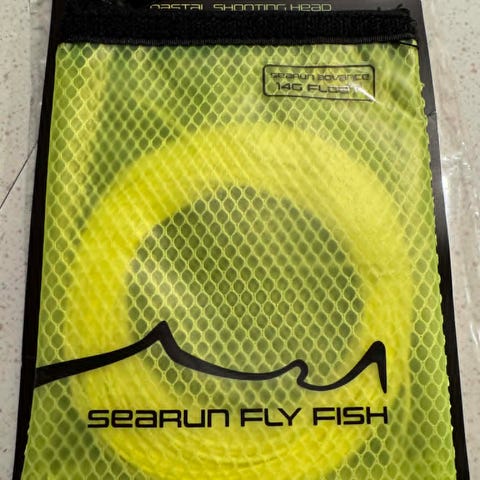 COASTAL SHOOTING HEAD
SEARUN ADVANCE
14G FLOAT
SEARUN FLY FISH